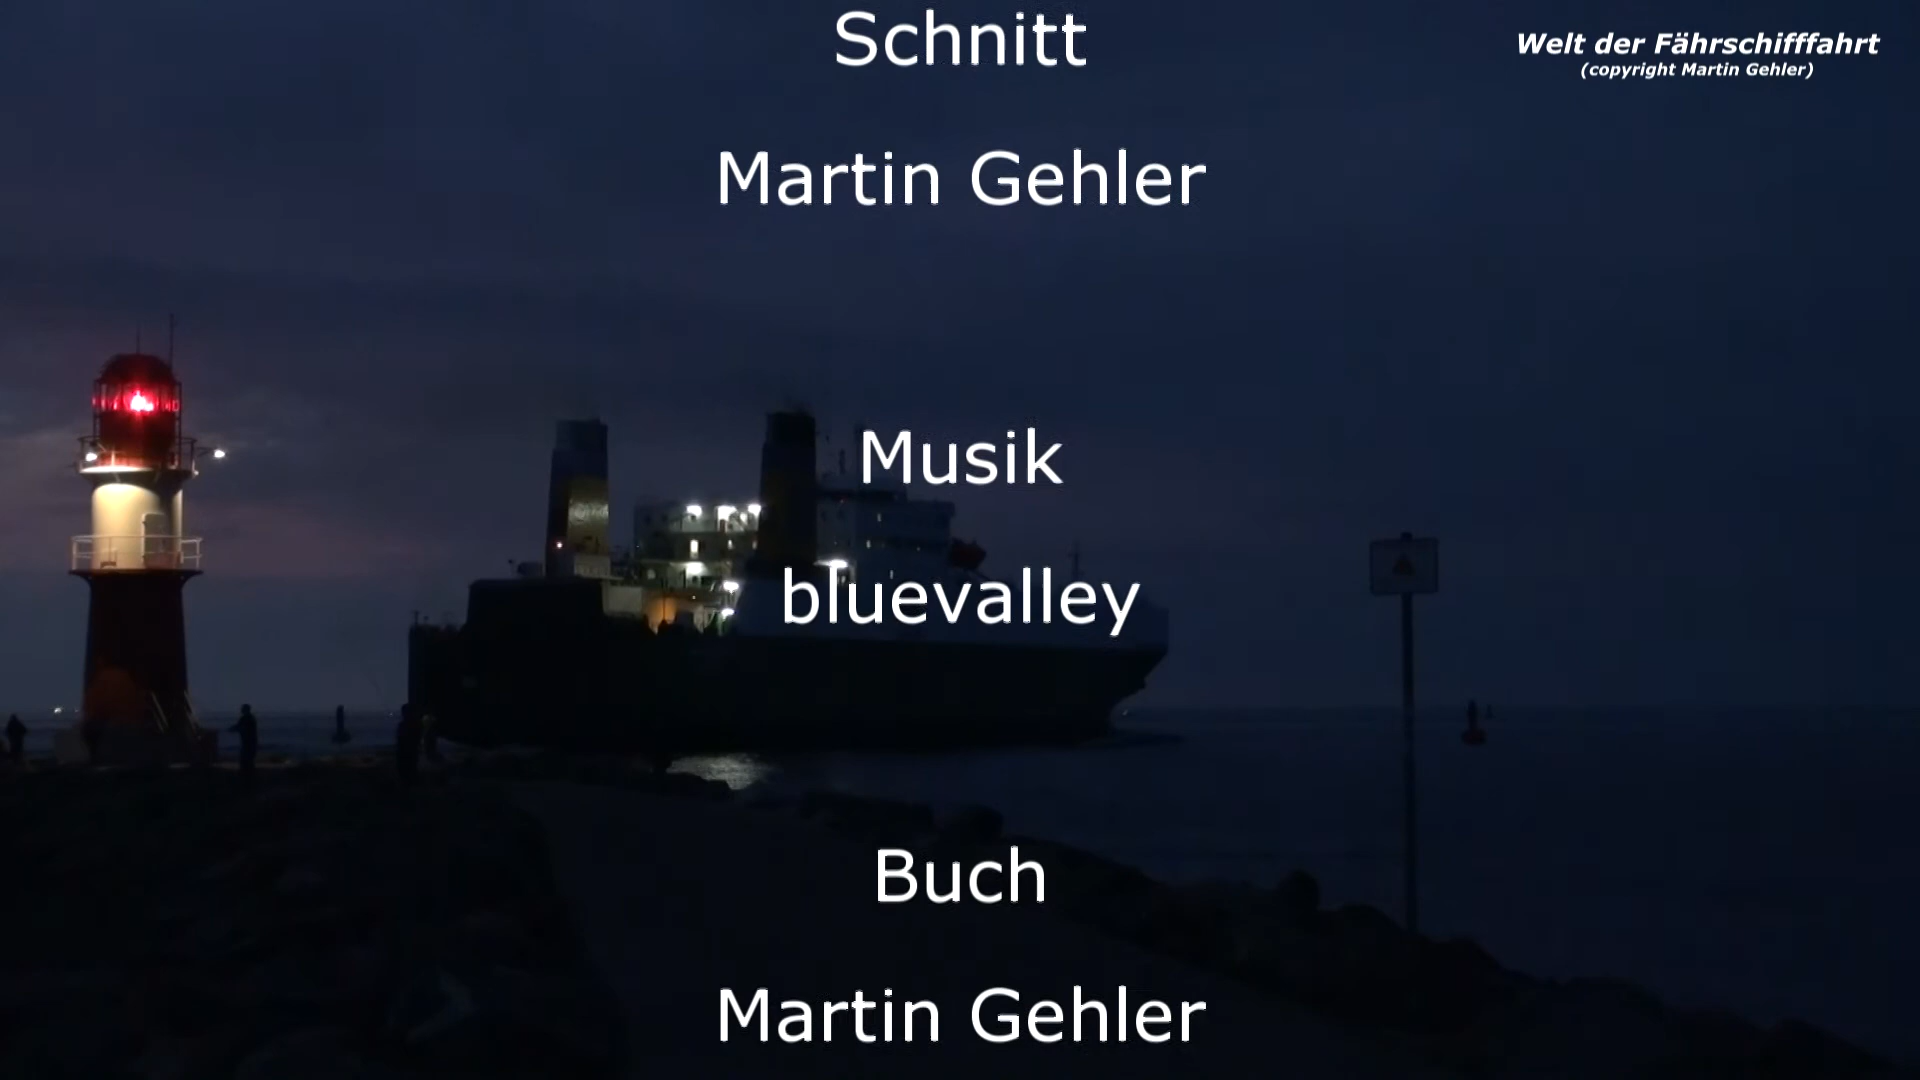 Schnitt
Welt der Fährschifffahrt
(copyright Martin Gehler)
Martin Gehler
Musik
bluevalley
Buch
Martin Gehler